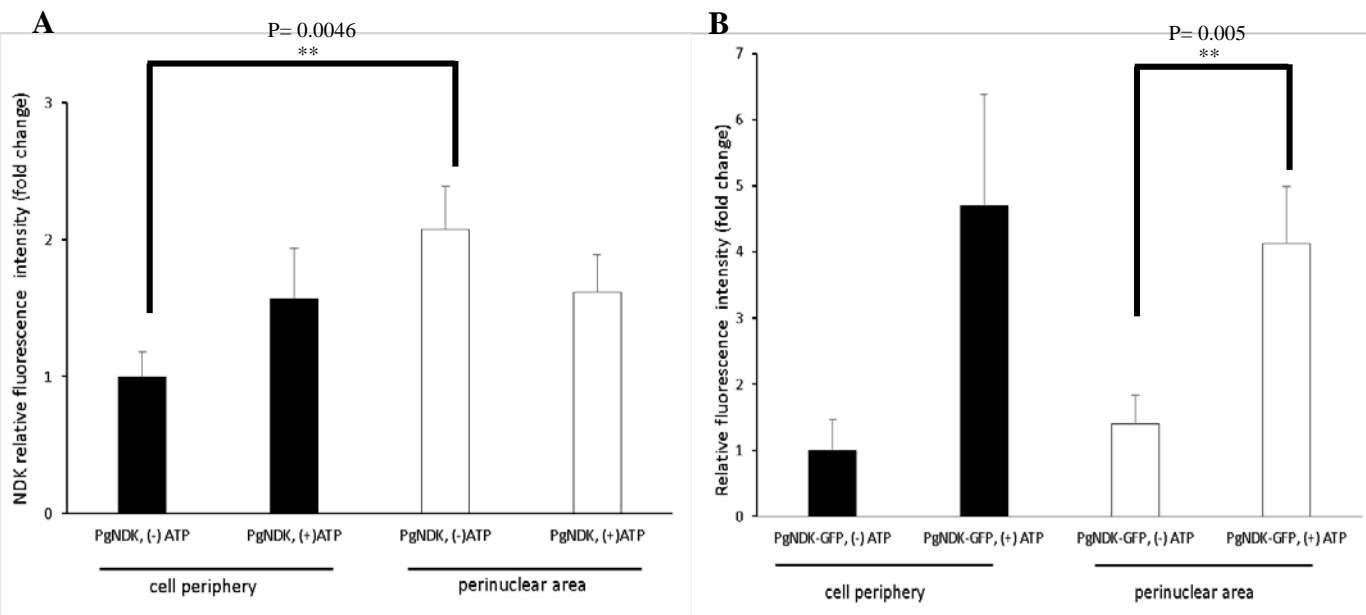 A
P= 0.0046
**
NDK relative fluorescence intensity (fold change)
3
2
1
0
PgNDK, (-) ATP
PgNDK, (+)ATP
PgNDK, (-)ATP
PgNDK, (+)ATP
cell periphery
perinuclear area
B
P= 0.005
**
Relative fluorescence intensity (fold change)
7
6
5
4
3
2
1
0
PgNDK-GFP, (-) ATP
PgNDK-GFP, (+) ATP
PgNDK-GFP, (-) ATP
PgNDK-GFP, (+) ATP
cell periphery
perinuclear area